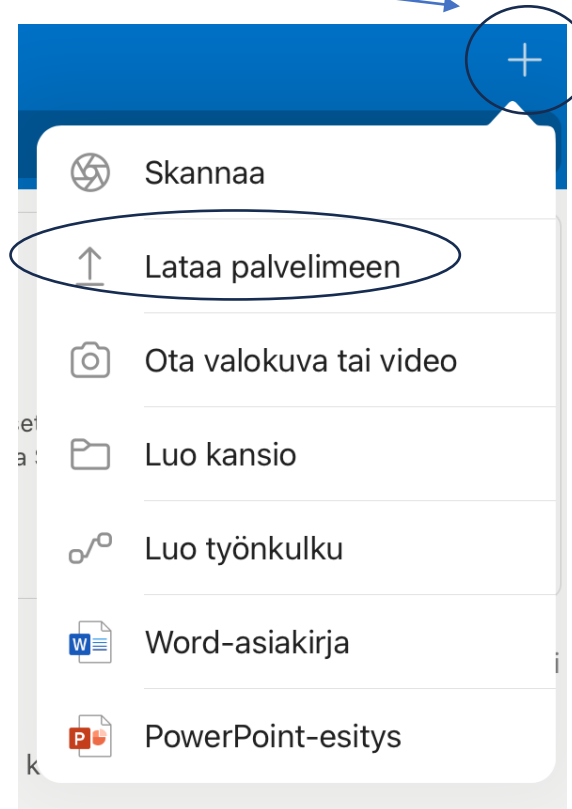 Skannaa
Lataa palvelimeen
Ota valokuva tai video
Luo kansio
Luo työnkulku
Word-asiakirja
PowerPoint-esitys